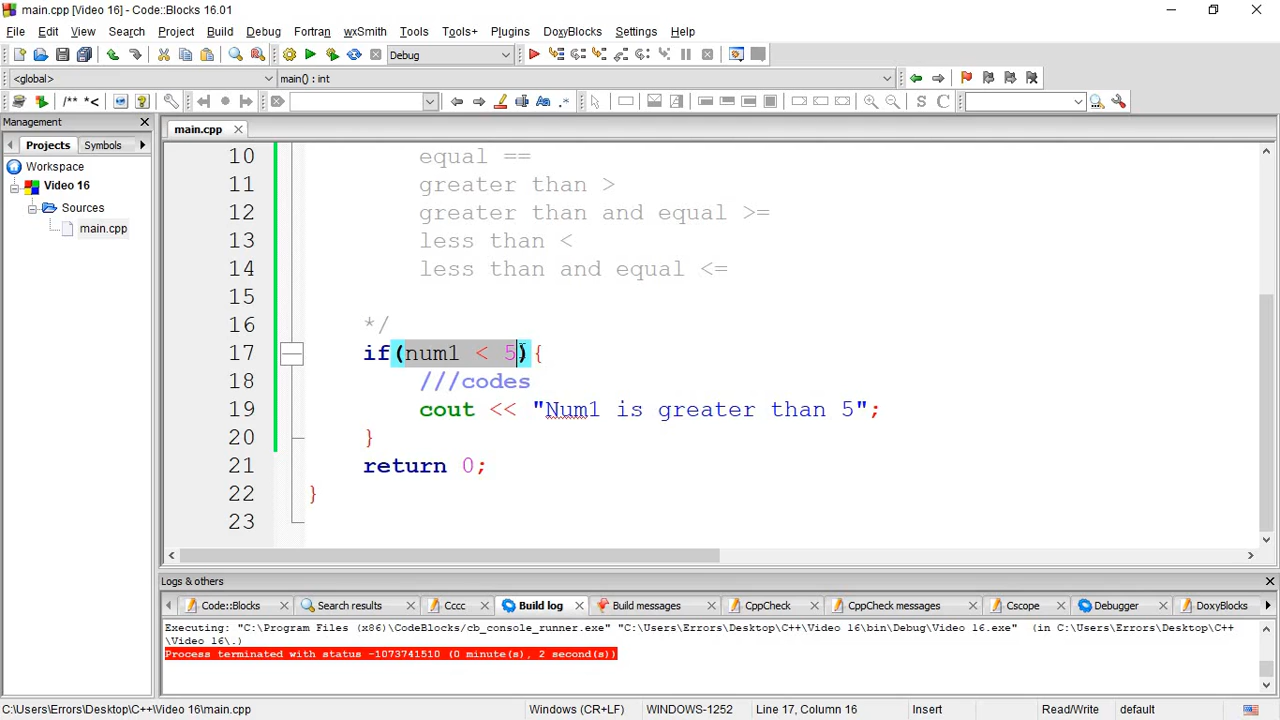 main.cpp [Video 16] - Code::Blocks 16.01
File Edit View Search Project Build Debug Fortran wxSmith Tools Tools+ Plugins DoxyBlocks Settings Help
Debug
<global> main() : int
/** *<
S C
Management
main.cpp
Projects Symbols
Workspace
Video 16
Sources
main.cpp
10 equal ==
11 greater than >
12 greater than and equal >=
13 less than <
14 less than and equal <=
15
16 */
17 if(num1 < 5){
18 ///codes
19 cout << "Num1 is greater than 5";
20 }
21 return 0;
22 }
23
Logs & others
Code::Blocks Search results Cccc Build log Build messages CppCheck CppCheck messages Cscope Debugger DoxyBlocks
Executing: "C:\Program Files (x86)\CodeBlocks/cb_console_runner.exe" "C:\Users\Errors\Desktop\C++\Video 16\bin\Debug\Video 16.exe" (in C:\Users\Errors\Desktop\C++
\Video 16\.)
Process terminated with status -1073741510 (0 minute(s), 2 second(s))
C:\Users\Errors\Desktop\C++\Video 16\main.cpp Windows (CR+LF) WINDOWS-1252 Line 17, Column 16 Insert Read/Write default